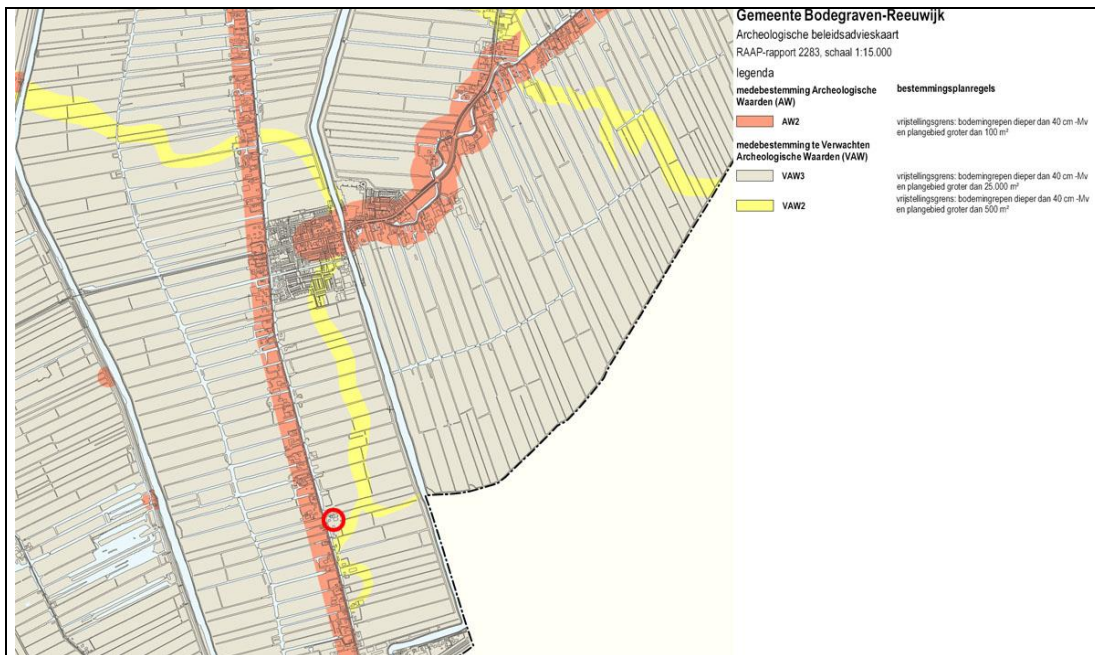 Gemeente Bodegraven-Reeuwijk
Archeologische beleidsadvieskaart
RAAP-rapport 2283, schaal 1:15.000
legenda
medebestemming Archeologische bestemmingsplanregels
Waarden (AW)
AW2 vrijstellingsgrens: bodemingrepen dieper dan 40 cm -Mv
en plangebied groter dan 100 m²
medebestemming te Verwachten
Archeologische Waarden (VAW)
VAW3 vrijstellingsgrens: bodemingrepen dieper dan 40 cm -Mv
en plangebied groter dan 25.000 m²
VAW2 vrijstellingsgrens: bodemingrepen dieper dan 40 cm -Mv
en plangebied groter dan 500 m²